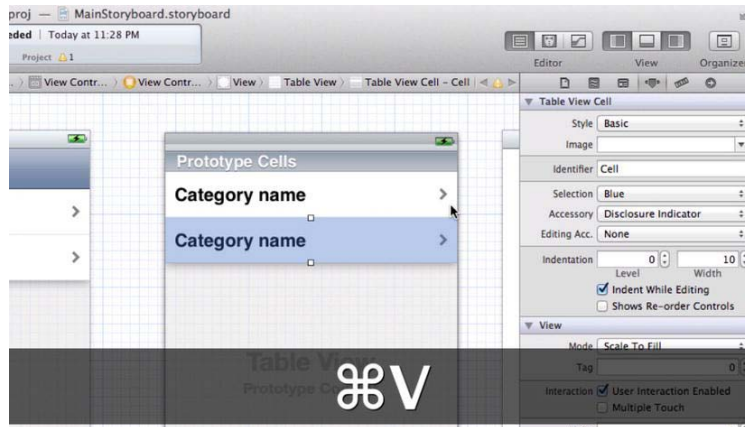 proj — MainStoryboard.storyboard
eded | Today at 11:28 PM
Project 1
Editor View Organizer
View Contr... View Contr... View Table View Table View Cell – Cell
Table View Cell
Style Basic
Image
Identifier Cell
Selection Blue
Accessory Disclosure Indicator
Editing Acc. None
Indentation 0 10
Level Width
Indent While Editing
Shows Re-order Controls
View
Mode Scale To Fill
Tag 0
Interaction User Interaction Enabled
Multiple Touch
Prototype Cells
Category name
Category name
Table View
Prototype Co
⌘V